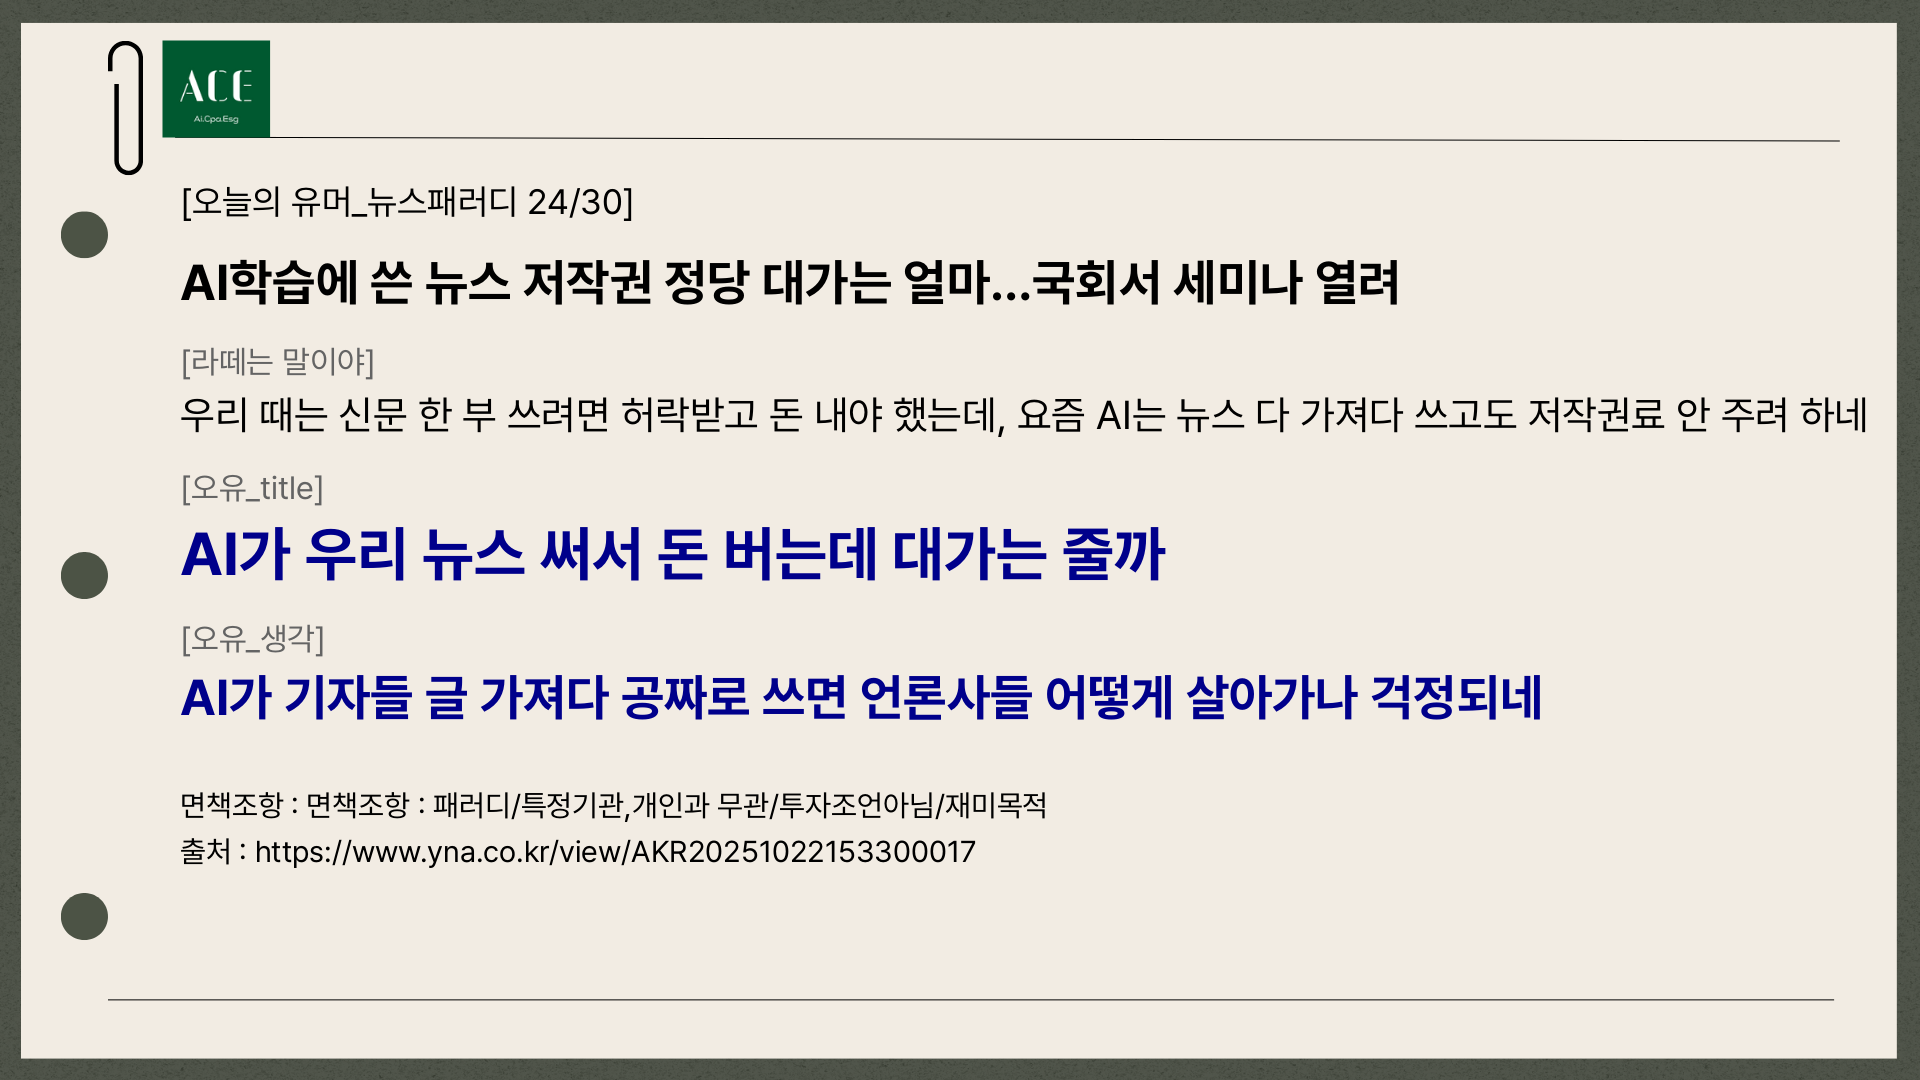 ACE
Ai.Cpa.Esg
[오늘의 유머_뉴스패러디 24/30]
AI학습에 쓴 뉴스 저작권 정당 대가는 얼마...국회서 세미나 열려
[라떼는 말이야]
우리 때는 신문 한 부 쓰려면 허락받고 돈 내야 했는데, 요즘 AI는 뉴스 다 가져다 쓰고도 저작권료 안 주려 하네
[오유_title]
AI가 우리 뉴스 써서 돈 버는데 대가는 줄까
[오유_생각]
AI가 기자들 글 가져다 공짜로 쓰면 언론사들 어떻게 살아가나 걱정되네
면책조항 : 면책조항 : 패러디/특정기관,개인과 무관/투자조언아님/재미목적
출처 : https://www.yna.co.kr/view/AKR20251022153300017